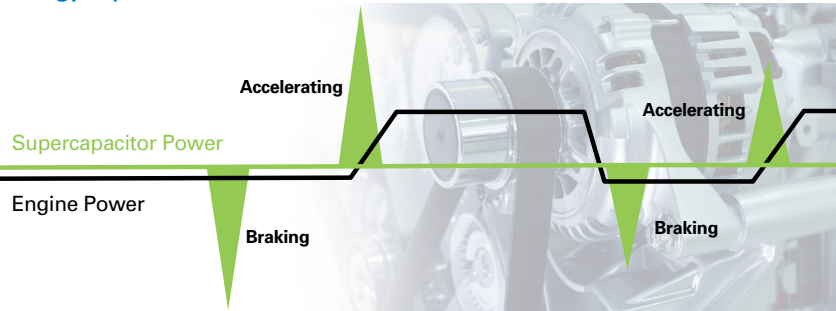 Accelerating
Accelerating
Supercapacitor Power
Engine Power
Braking
Braking